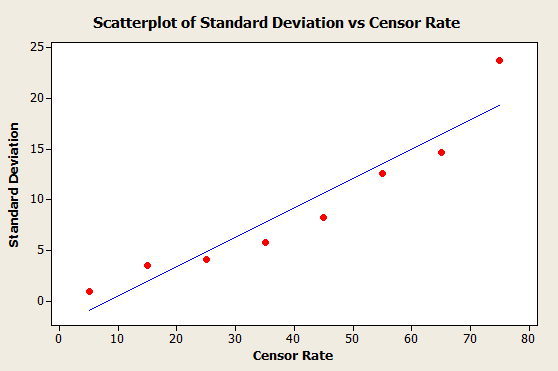 Scatterplot of Standard Deviation vs Censor Rate
25
20
15
10
5
0
Standard Deviation
0 10 20 30 40 50 60 70 80
Censor Rate